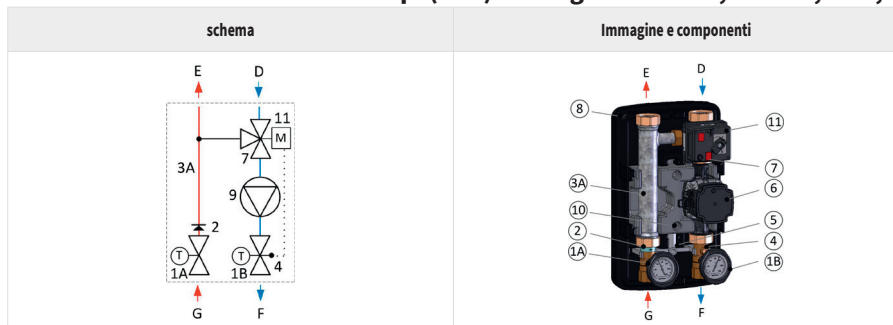 schema
Immagine e componenti
E D
11
M
7
3A
9
2
T T
1A 1B 4
G F
E D
8
11
7
3A
6
10
5
2
4
1A
1B
G F